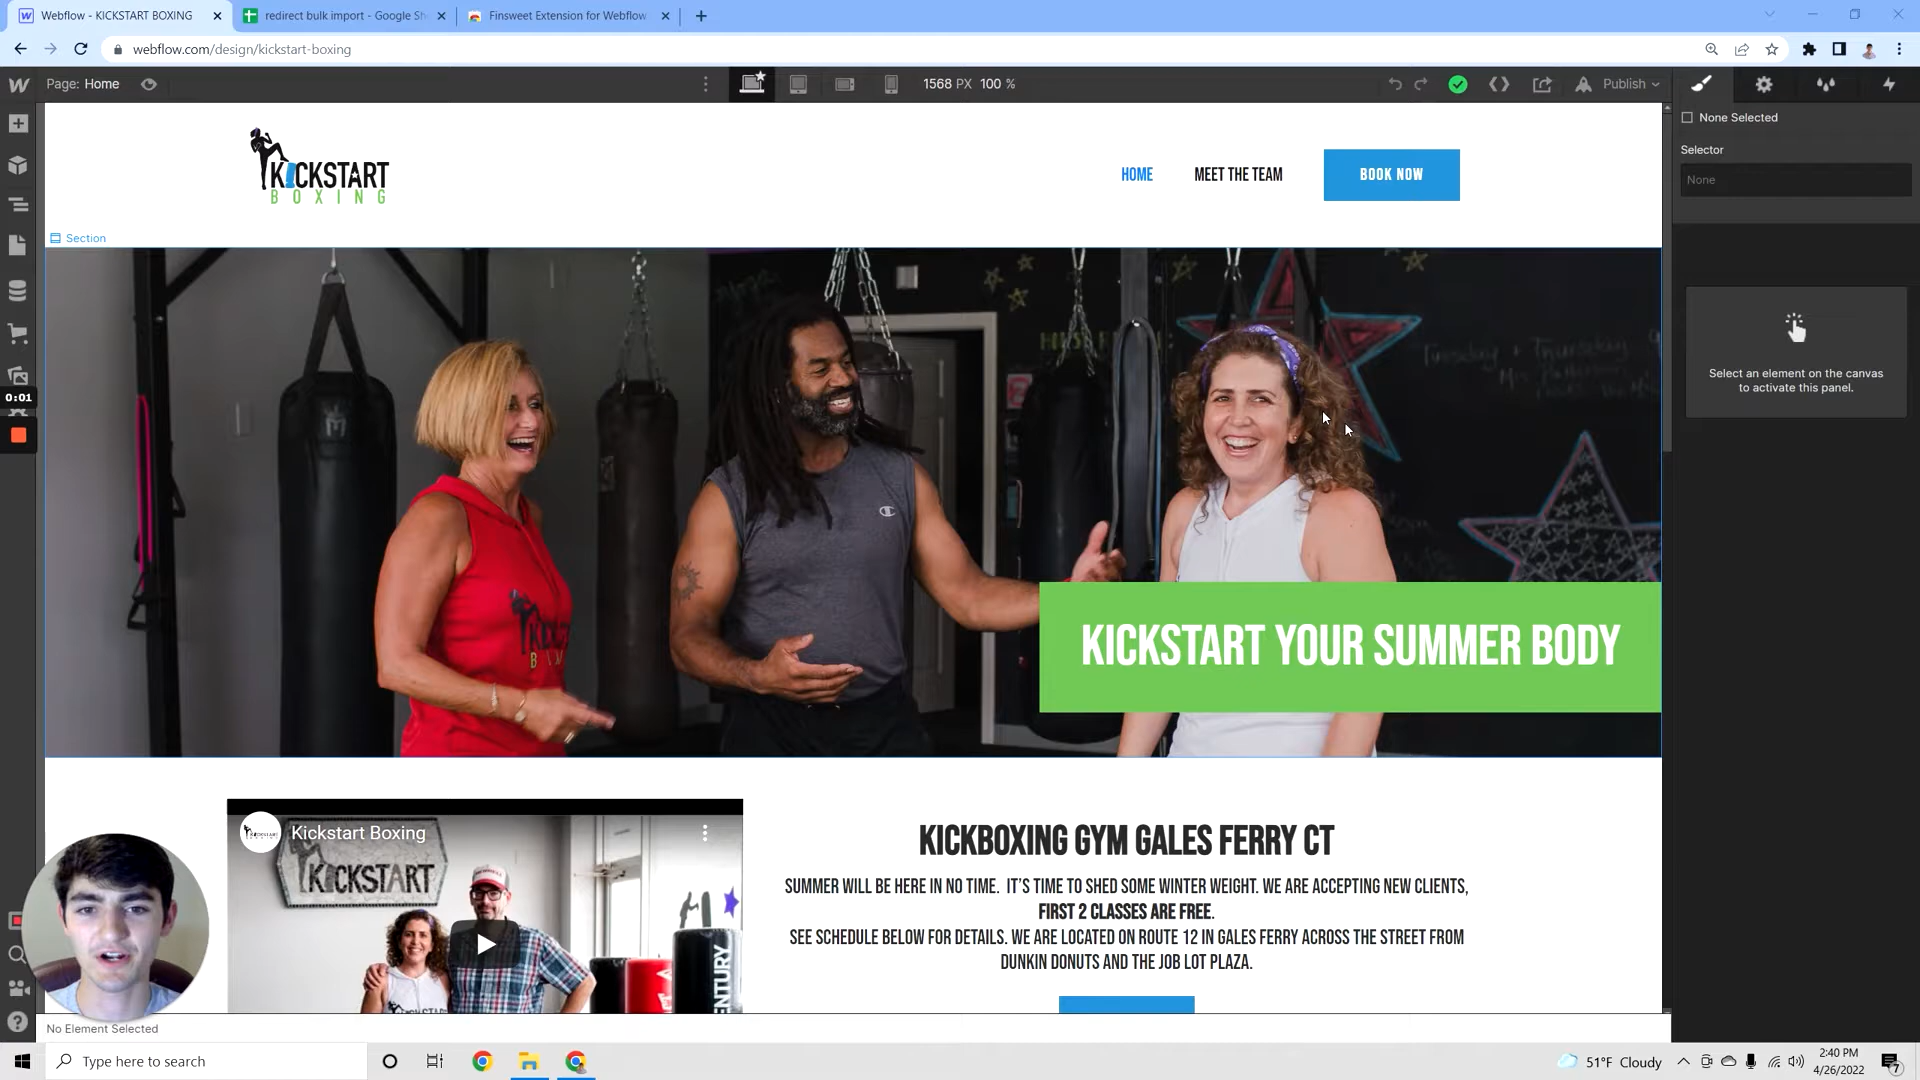 Webflow - KICKSTART BOXING
redirect bulk import - Google Sh
Finsweet Extension for Webflow
webflow.com/design/kickstart-boxing
Page: Home
1568 PX 100 %
Publish
None Selected
Selector
None
Select an element on the canvas
to activate this panel.
KICKSTART
BOXING
HOME
MEET THE TEAM
BOOK NOW
Section
0:01
KICKSTART YOUR SUMMER BODY
Kickstart Boxing
KICKSTART
CENTURY
KICKBOXING GYM GALES FERRY CT
SUMMER WILL BE HERE IN NO TIME. IT'S TIME TO SHED SOME WINTER WEIGHT. WE ARE ACCEPTING NEW CLIENTS,
FIRST 2 CLASSES ARE FREE.
SEE SCHEDULE BELOW FOR DETAILS. WE ARE LOCATED ON ROUTE 12 IN GALES FERRY ACROSS THE STREET FROM
DUNKIN DONUTS AND THE JOB LOT PLAZA.
No Element Selected
Type here to search
51°F Cloudy
2:40 PM
4/26/2022
7